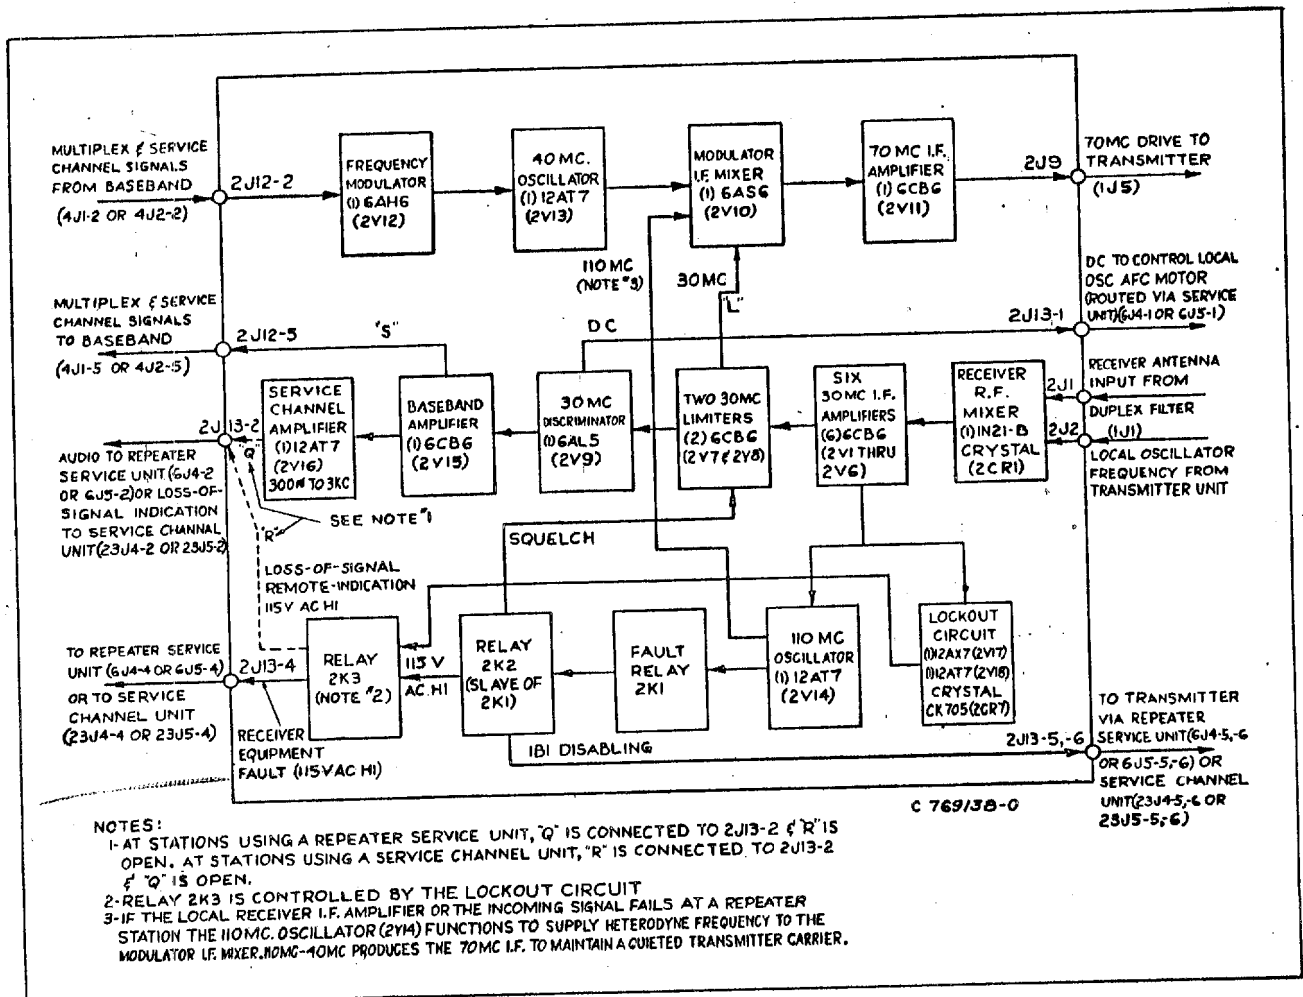 MULTIPLEX & SERVICE
CHANNEL SIGNALS
FROM BASEBAND
(4J1-2 OR 4J2-2)
2J12-2
FREQUENCY
MODULATOR
(1) 6AH6
(2V12)
40 MC.
OSCILLATOR
(1) 12AT7
(2V13)
MODULATOR
I.F. MIXER
(1) 6AS6
(2V10)
70 MC I.F.
AMPLIFIER
(1) 6CB6
(2V11)
2J9
70MC DRIVE TO
TRANSMITTER
(1J5)
110 MC
(NOTE #3)
30 MC
"L"
DC TO CONTROL LOCAL
OSC AFC MOTOR
(ROUTED VIA SERVICE
UNIT)(6J4-1 OR 6J5-1)
MULTIPLEX & SERVICE
CHANNEL SIGNALS
TO BASEBAND
(4J1-5 OR 4J2-5)
2J12-5
"S"
DC
2J13-1
SERVICE
CHANNEL
AMPLIFIER
(1) 12AT7
(2V16)
300~ TO 3KC
BASEBAND
AMPLIFIER
(1) 6CB6
(2V15)
30 MC
DISCRIMINATOR
(1) 6AL5
(2V9)
TWO 30MC
LIMITERS
(2) 6CB6
(2V7 & 2V8)
SIX
30 MC I.F.
AMPLIFIERS
(6) 6CB6
(2V1 THRU
2V6)
RECEIVER
R.F.
MIXER
(1) 1N21-B
CRYSTAL
(2CR1)
2J1
2J2
RECEIVER ANTENNA
INPUT FROM
DUPLEX FILTER
(1J1)
LOCAL OSCILLATOR
FREQUENCY FROM
TRANSMITTER UNIT
2J13-2
"Q"
"R"
SEE NOTE #1
AUDIO TO REPEATER
SERVICE UNIT (6J4-2
OR 6J5-2) OR LOSS-OF-
SIGNAL INDICATION
TO SERVICE CHANNEL
UNIT (23J4-2 OR 23J5-2)
SQUELCH
LOSS-OF-SIGNAL
REMOTE-INDICATION
115V AC HI
TO REPEATER SERVICE
UNIT (6J4-4 OR 6J5-4)
OR TO SERVICE
CHANNEL UNIT
(23J4-4 OR 23J5-4)
2J13-4
RELAY
2K3
(NOTE #2)
115 V
AC. HI
RELAY
2K2
(SLAVE OF
2K1)
FAULT
RELAY
2K1
110 MC
OSCILLATOR
(1) 12AT7
(2V14)
LOCKOUT
CIRCUIT
(1)12AX7(2V17)
(1)12AT7(2V18)
CRYSTAL
CK705(2CR7)
RECEIVER
EQUIPMENT
FAULT (115VAC HI)
1B1 DISABLING
2J13-5,-6
TO TRANSMITTER
VIA REPEATER
SERVICE UNIT(6J4-5,-6
OR 6J5-5,-6) OR
SERVICE CHANNEL
UNIT(23J4-5,-6 OR
23J5-5,-6)
C 769138-0
NOTES:
1- AT STATIONS USING A REPEATER SERVICE UNIT, "Q" IS CONNECTED TO 2J13-2 & "R" IS
OPEN. AT STATIONS USING A SERVICE CHANNEL UNIT, "R" IS CONNECTED TO 2J13-2
& "Q" IS OPEN.
2-RELAY 2K3 IS CONTROLLED BY THE LOCKOUT CIRCUIT
3-IF THE LOCAL RECEIVER I.F. AMPLIFIER OR THE INCOMING SIGNAL FAILS AT A REPEATER
STATION THE 110MC. OSCILLATOR (2V14) FUNCTIONS TO SUPPLY HETERODYNE FREQUENCY TO THE
MODULATOR I.F. MIXER. 110MC-40MC PRODUCES THE 70MC I.F. TO MAINTAIN A QUIETED TRANSMITTER CARRIER.